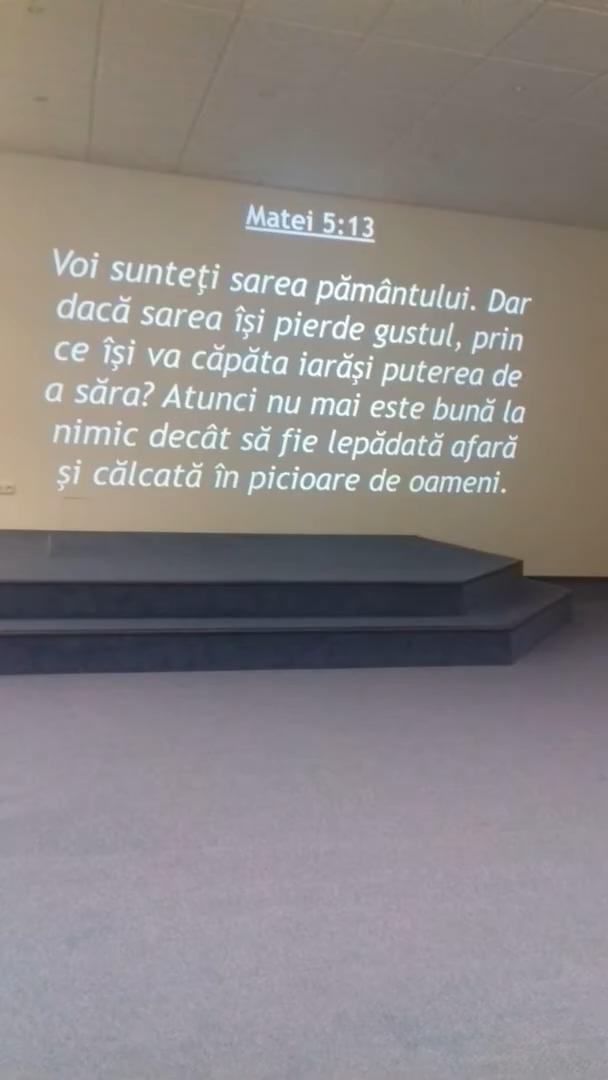 Matei 5:13
Voi sunteţi sarea pământului. Dar
dacă sarea îşi pierde gustul, prin
ce îşi va căpăta iarăşi puterea de
a săra? Atunci nu mai este bună la
nimic decât să fie lepădată afară
şi călcată în picioare de oameni.